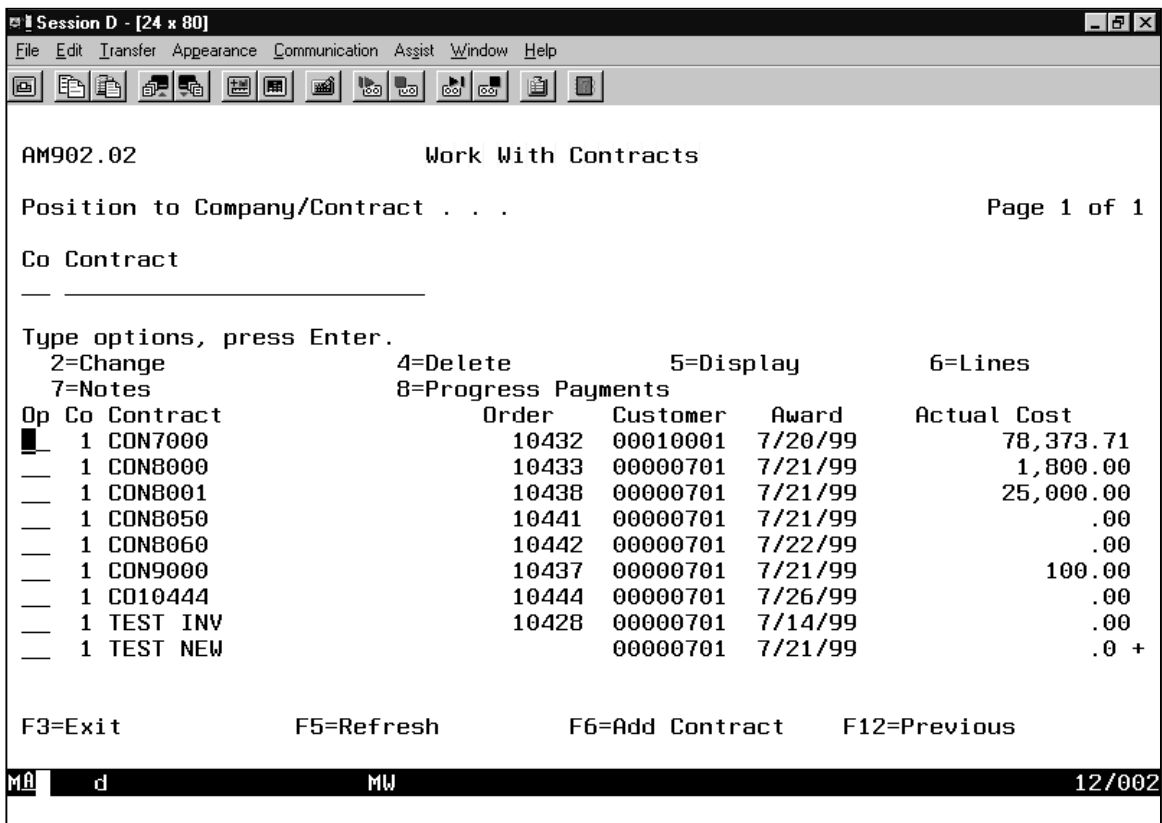 Session D - [24 x 80]
File Edit Transfer Appearance Communication Assist Window Help
AM902.02 Work With Contracts
Position to Company/Contract . . . Page 1 of 1
Co Contract
Type options, press Enter.
2=Change 4=Delete 5=Display 6=Lines
7=Notes 8=Progress Payments
Op Co Contract Order Customer Award Actual Cost
1 CON7000 10432 00010001 7/20/99 78,373.71
1 CON8000 10433 00000701 7/21/99 1,800.00
1 CON8001 10438 00000701 7/21/99 25,000.00
1 CON8050 10441 00000701 7/21/99 .00
1 CON8060 10442 00000701 7/22/99 .00
1 CON9000 10437 00000701 7/21/99 100.00
1 CO10444 10444 00000701 7/26/99 .00
1 TEST INV 10428 00000701 7/14/99 .00
1 TEST NEW 00000701 7/21/99 .0 +
F3=Exit F5=Refresh F6=Add Contract F12=Previous
MA d MW 12/002